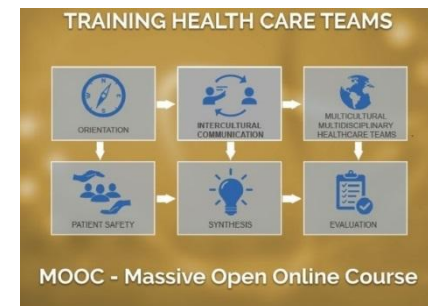 TRAINING HEALTH CARE TEAMS
ORIENTATION
INTERCULTURAL
COMMUNICATION
MULTICULTURAL
MULTIDISCIPLINARY
HEALTHCARE TEAMS
PATIENT SAFETY
SYNTHESIS
EVALUATION
MOOC - Massive Open Online Course